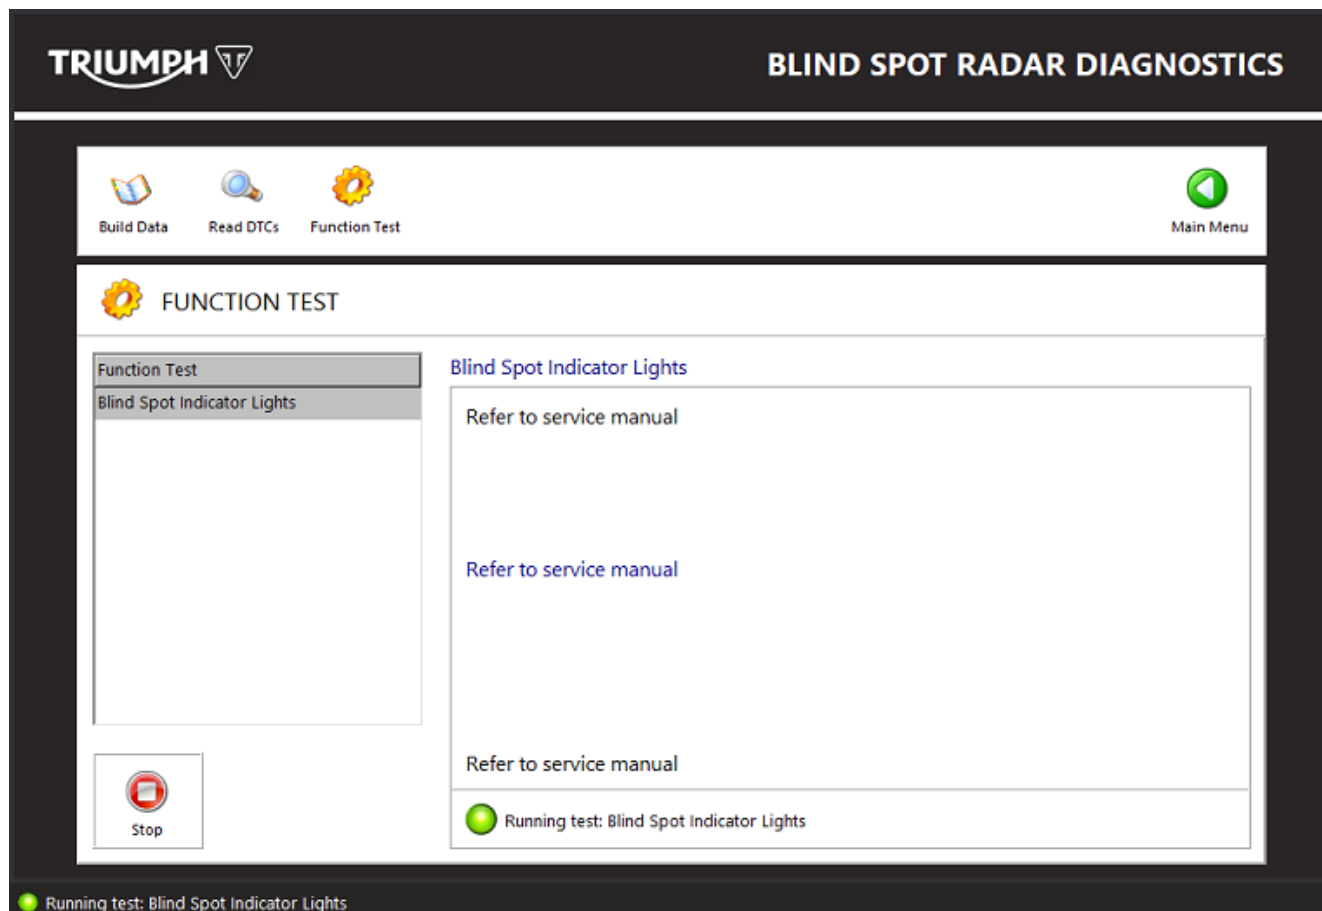 TRIUMPH
BLIND SPOT RADAR DIAGNOSTICS
Build Data
Read DTCs
Function Test
Main Menu
FUNCTION TEST
Function Test
Blind Spot Indicator Lights
Blind Spot Indicator Lights
Refer to service manual
Refer to service manual
Refer to service manual
Stop
Running test: Blind Spot Indicator Lights
Running test: Blind Spot Indicator Lights